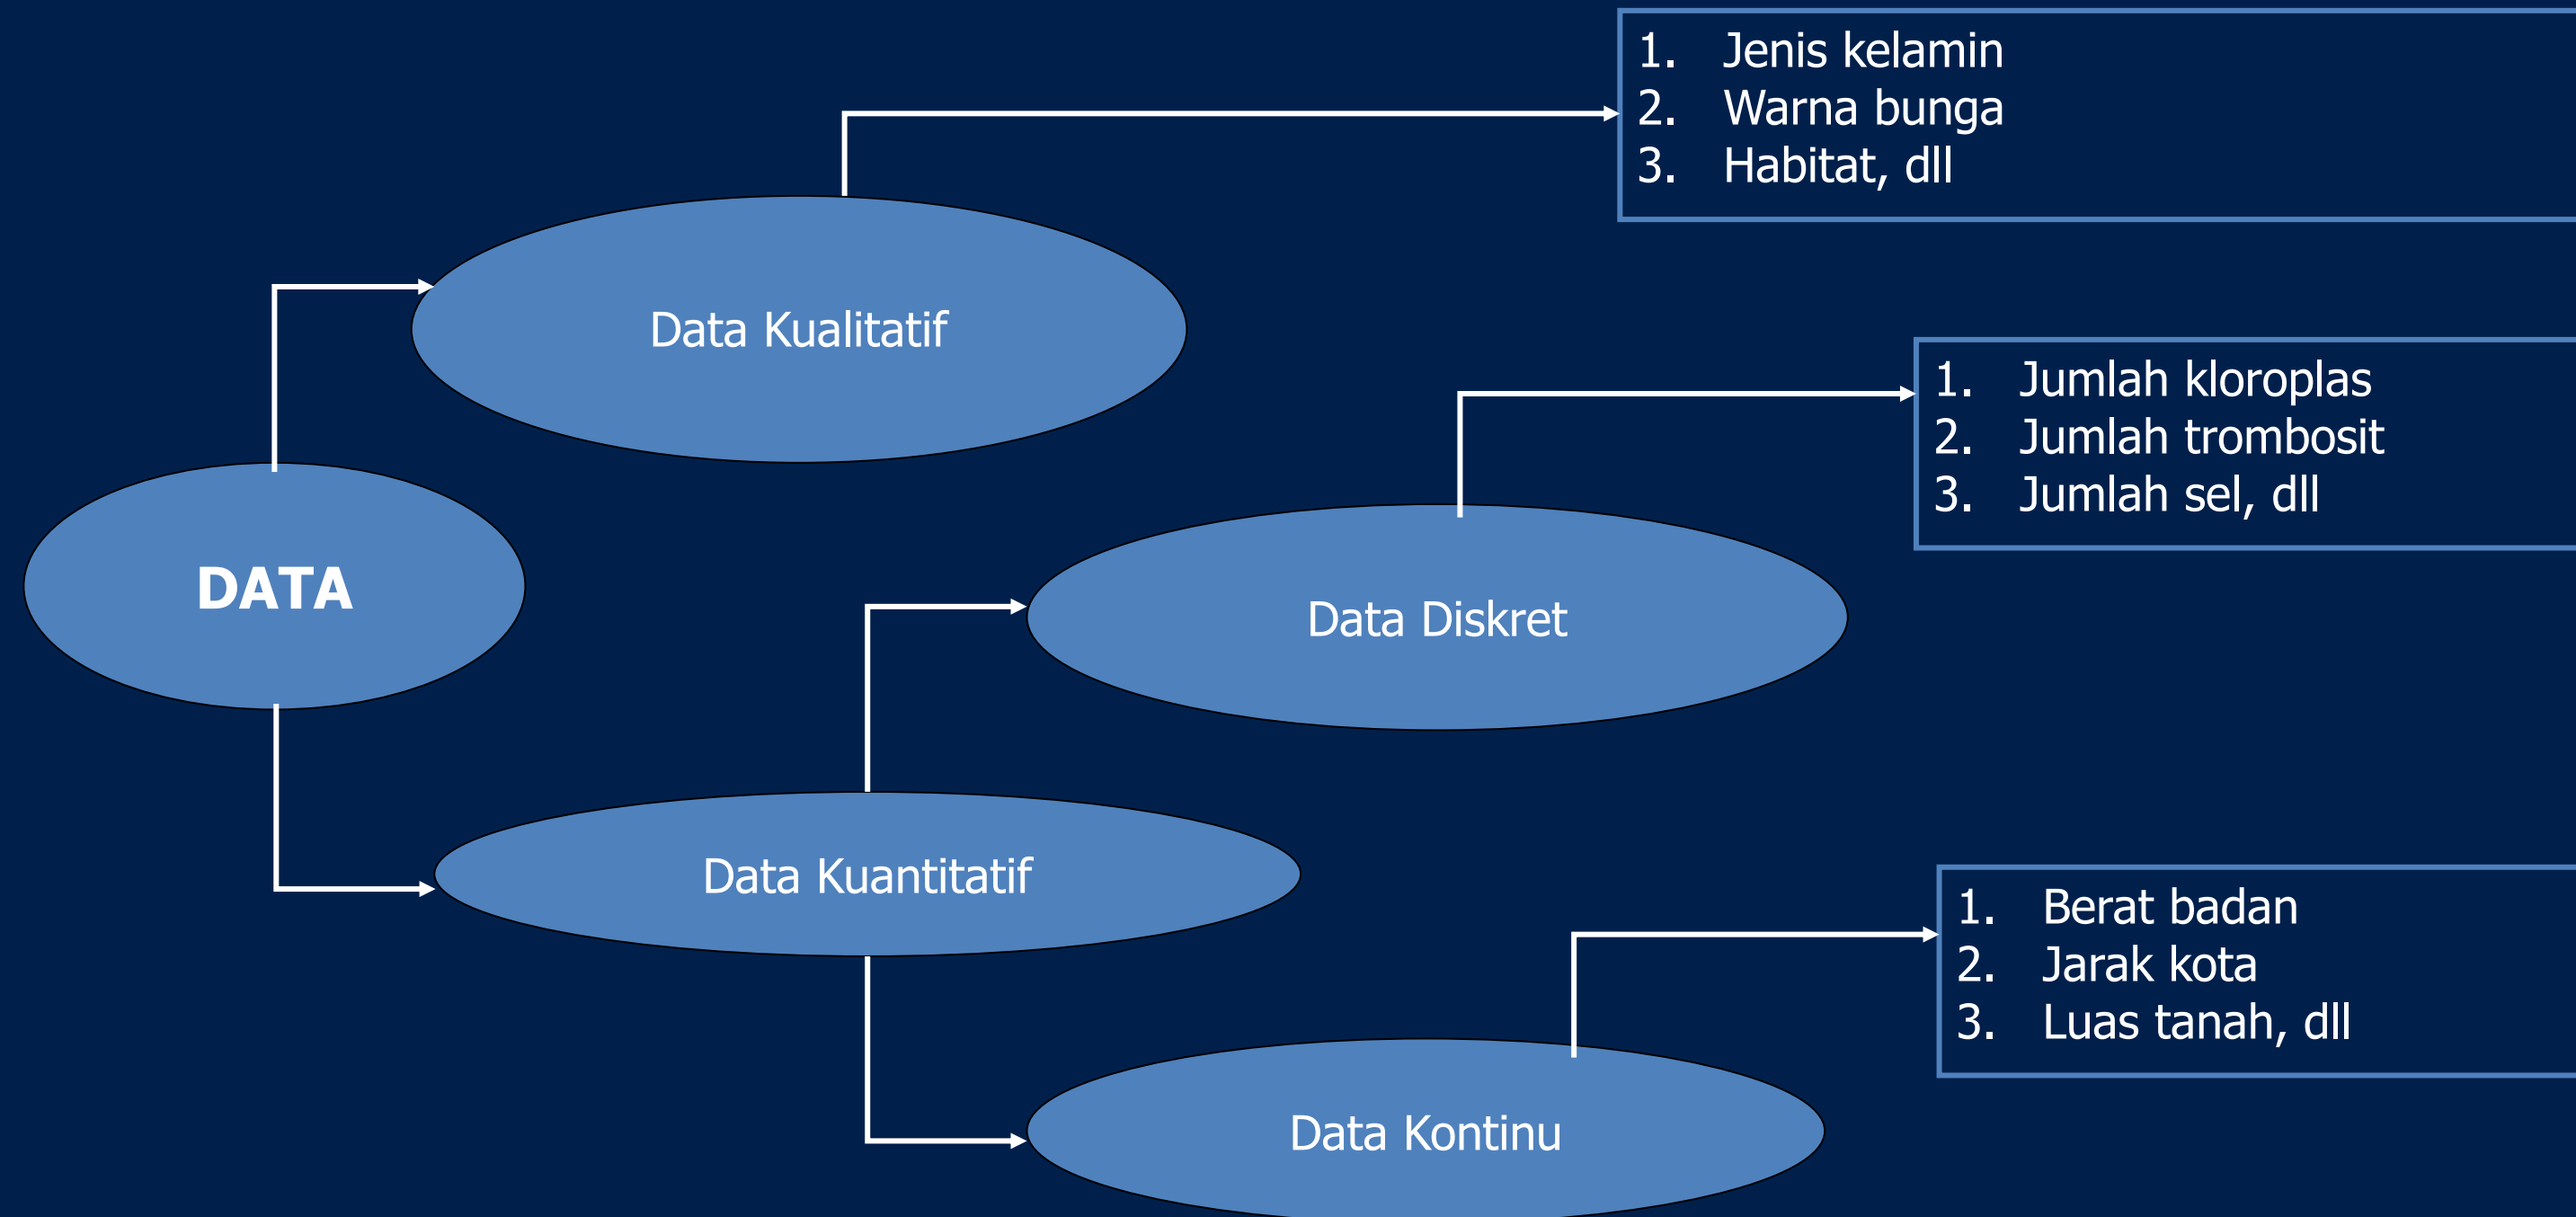 1. Jenis kelamin
2. Warna bunga
3. Habitat, dll
Data Kualitatif
1. Jumlah kloroplas
2. Jumlah trombosit
3. Jumlah sel, dll
DATA
Data Diskret
Data Kuantitatif
1. Berat badan
2. Jarak kota
3. Luas tanah, dll
Data Kontinu